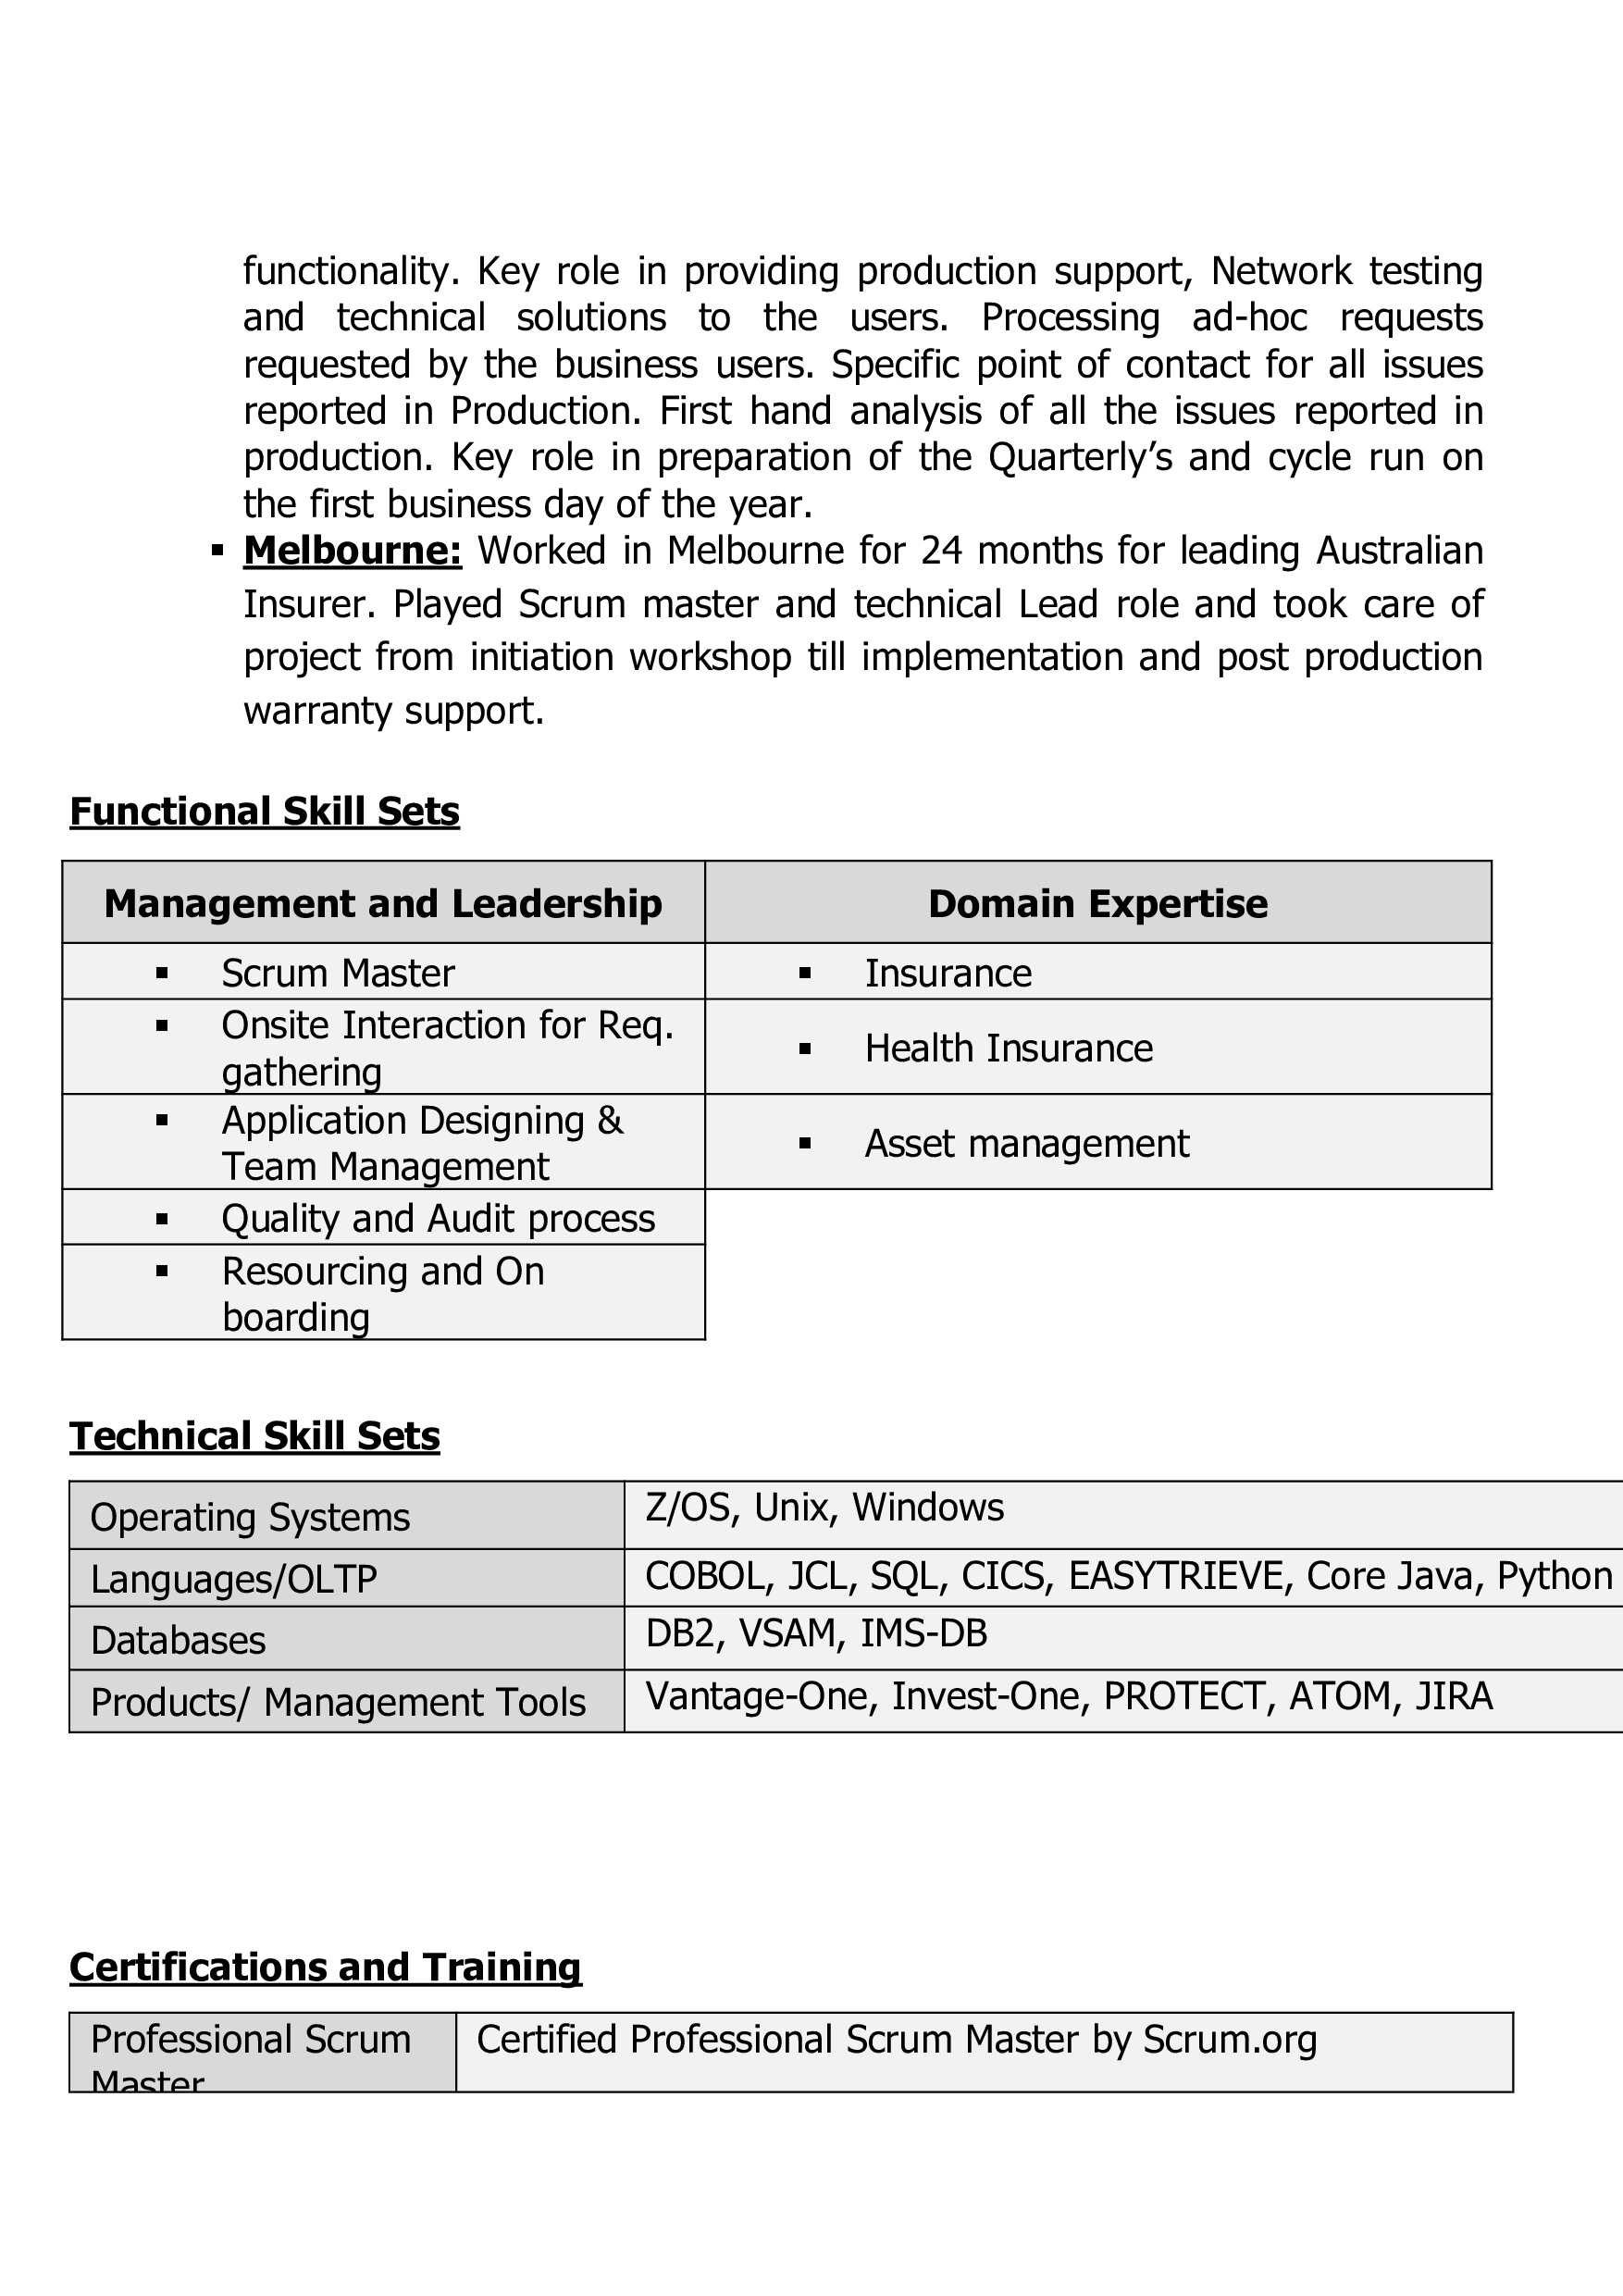 functionality. Key role in providing production support, Network testing
and technical solutions to the users. Processing ad-hoc requests
requested by the business users. Specific point of contact for all issues
reported in Production. First hand analysis of all the issues reported in
production. Key role in preparation of the Quarterly’s and cycle run on
the first business day of the year.
▪ Melbourne: Worked in Melbourne for 24 months for leading Australian
Insurer. Played Scrum master and technical Lead role and took care of
project from initiation workshop till implementation and post production
warranty support.
Functional Skill Sets
Management and Leadership
Domain Expertise
▪ Scrum Master
▪ Insurance
▪ Onsite Interaction for Req.
gathering
▪ Health Insurance
▪ Application Designing &
Team Management
▪ Asset management
▪ Quality and Audit process
▪ Resourcing and On
boarding
Technical Skill Sets
Operating Systems
Z/OS, Unix, Windows
Languages/OLTP
COBOL, JCL, SQL, CICS, EASYTRIEVE, Core Java, Python
Databases
DB2, VSAM, IMS-DB
Products/ Management Tools
Vantage-One, Invest-One, PROTECT, ATOM, JIRA
Certifications and Training
Professional Scrum
Master
Certified Professional Scrum Master by Scrum.org